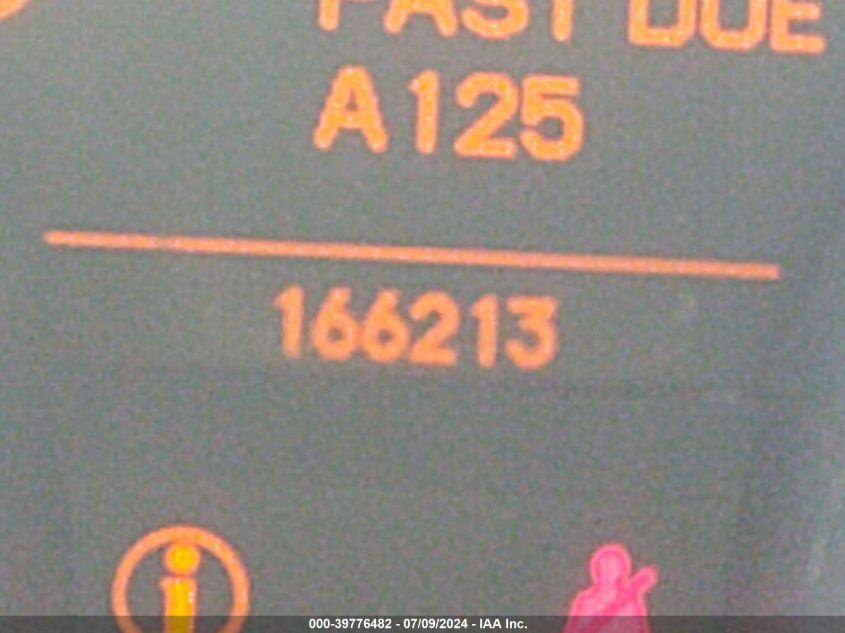 PAST DUE
A125
166213
000-39776482 - 07/09/2024 - IAA Inc.